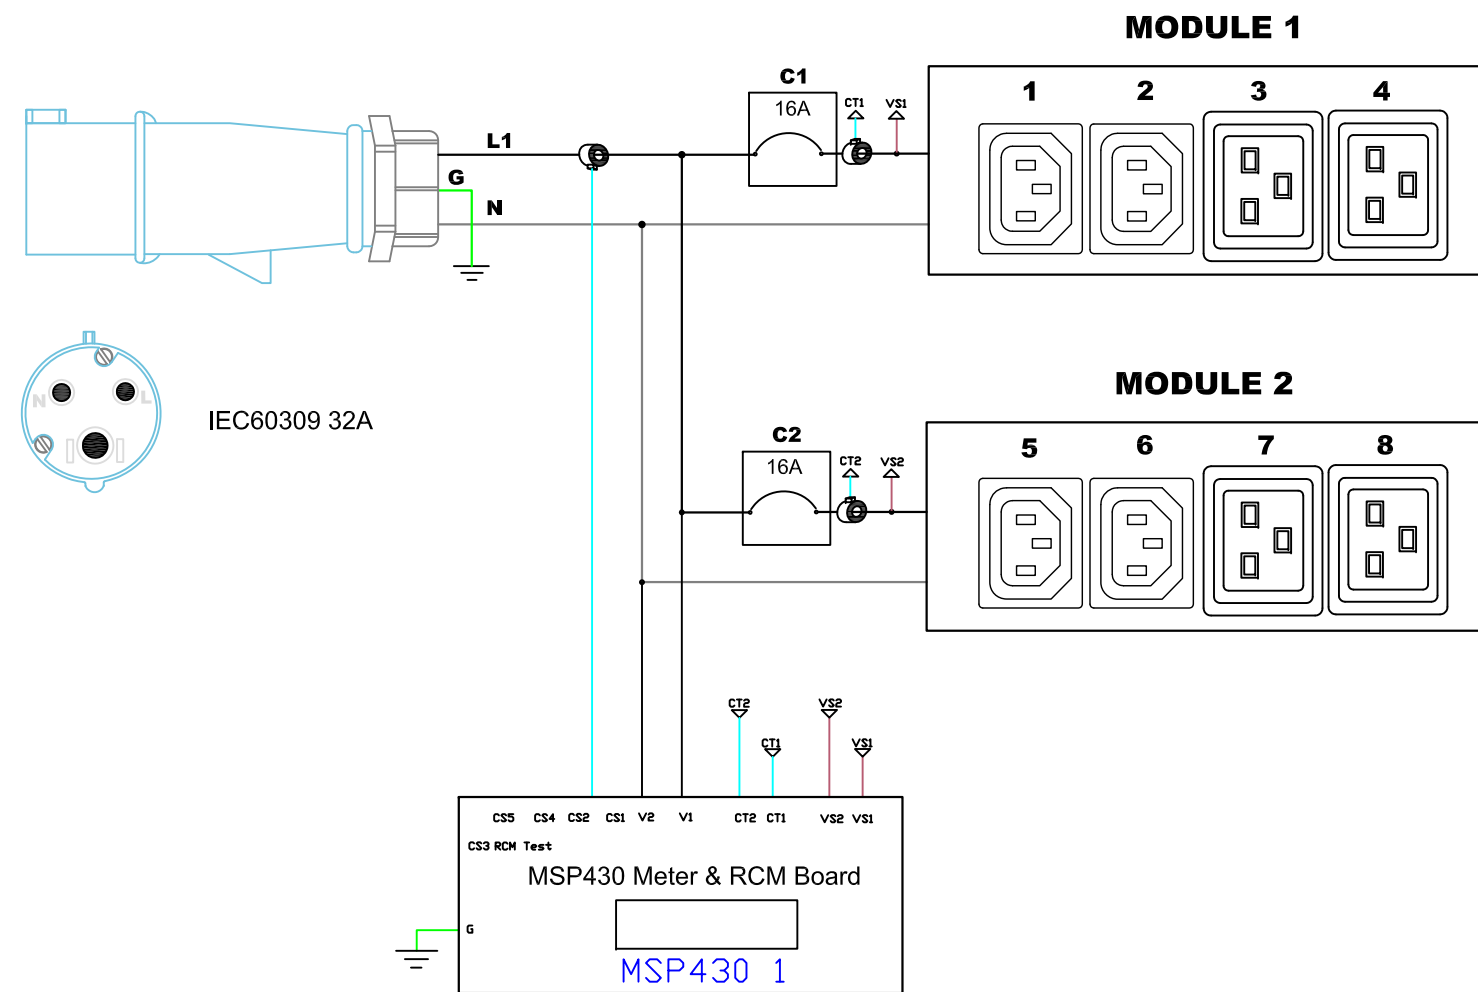 MODULE 1
C1
16A
CT1
VS1
1 2 3 4
L1
G
N
MODULE 2
N L
IEC60309 32A
C2
16A
CT2
VS2
5 6 7 8
CT2
VS2
CT1
VS1
CS5 CS4 CS2 CS1 V2 V1 CT2 CT1 VS2 VS1
CS3 RCM Test
MSP430 Meter & RCM Board
G
MSP430 1